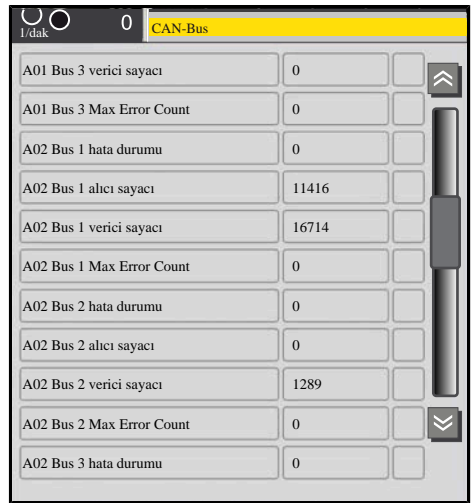 1/dak 0 CAN-Bus
A01 Bus 3 verici sayacı 0
A01 Bus 3 Max Error Count 0
A02 Bus 1 hata durumu 0
A02 Bus 1 alıcı sayacı 11416
A02 Bus 1 verici sayacı 16714
A02 Bus 1 Max Error Count 0
A02 Bus 2 hata durumu 0
A02 Bus 2 alıcı sayacı 0
A02 Bus 2 verici sayacı 1289
A02 Bus 2 Max Error Count 0
A02 Bus 3 hata durumu 0